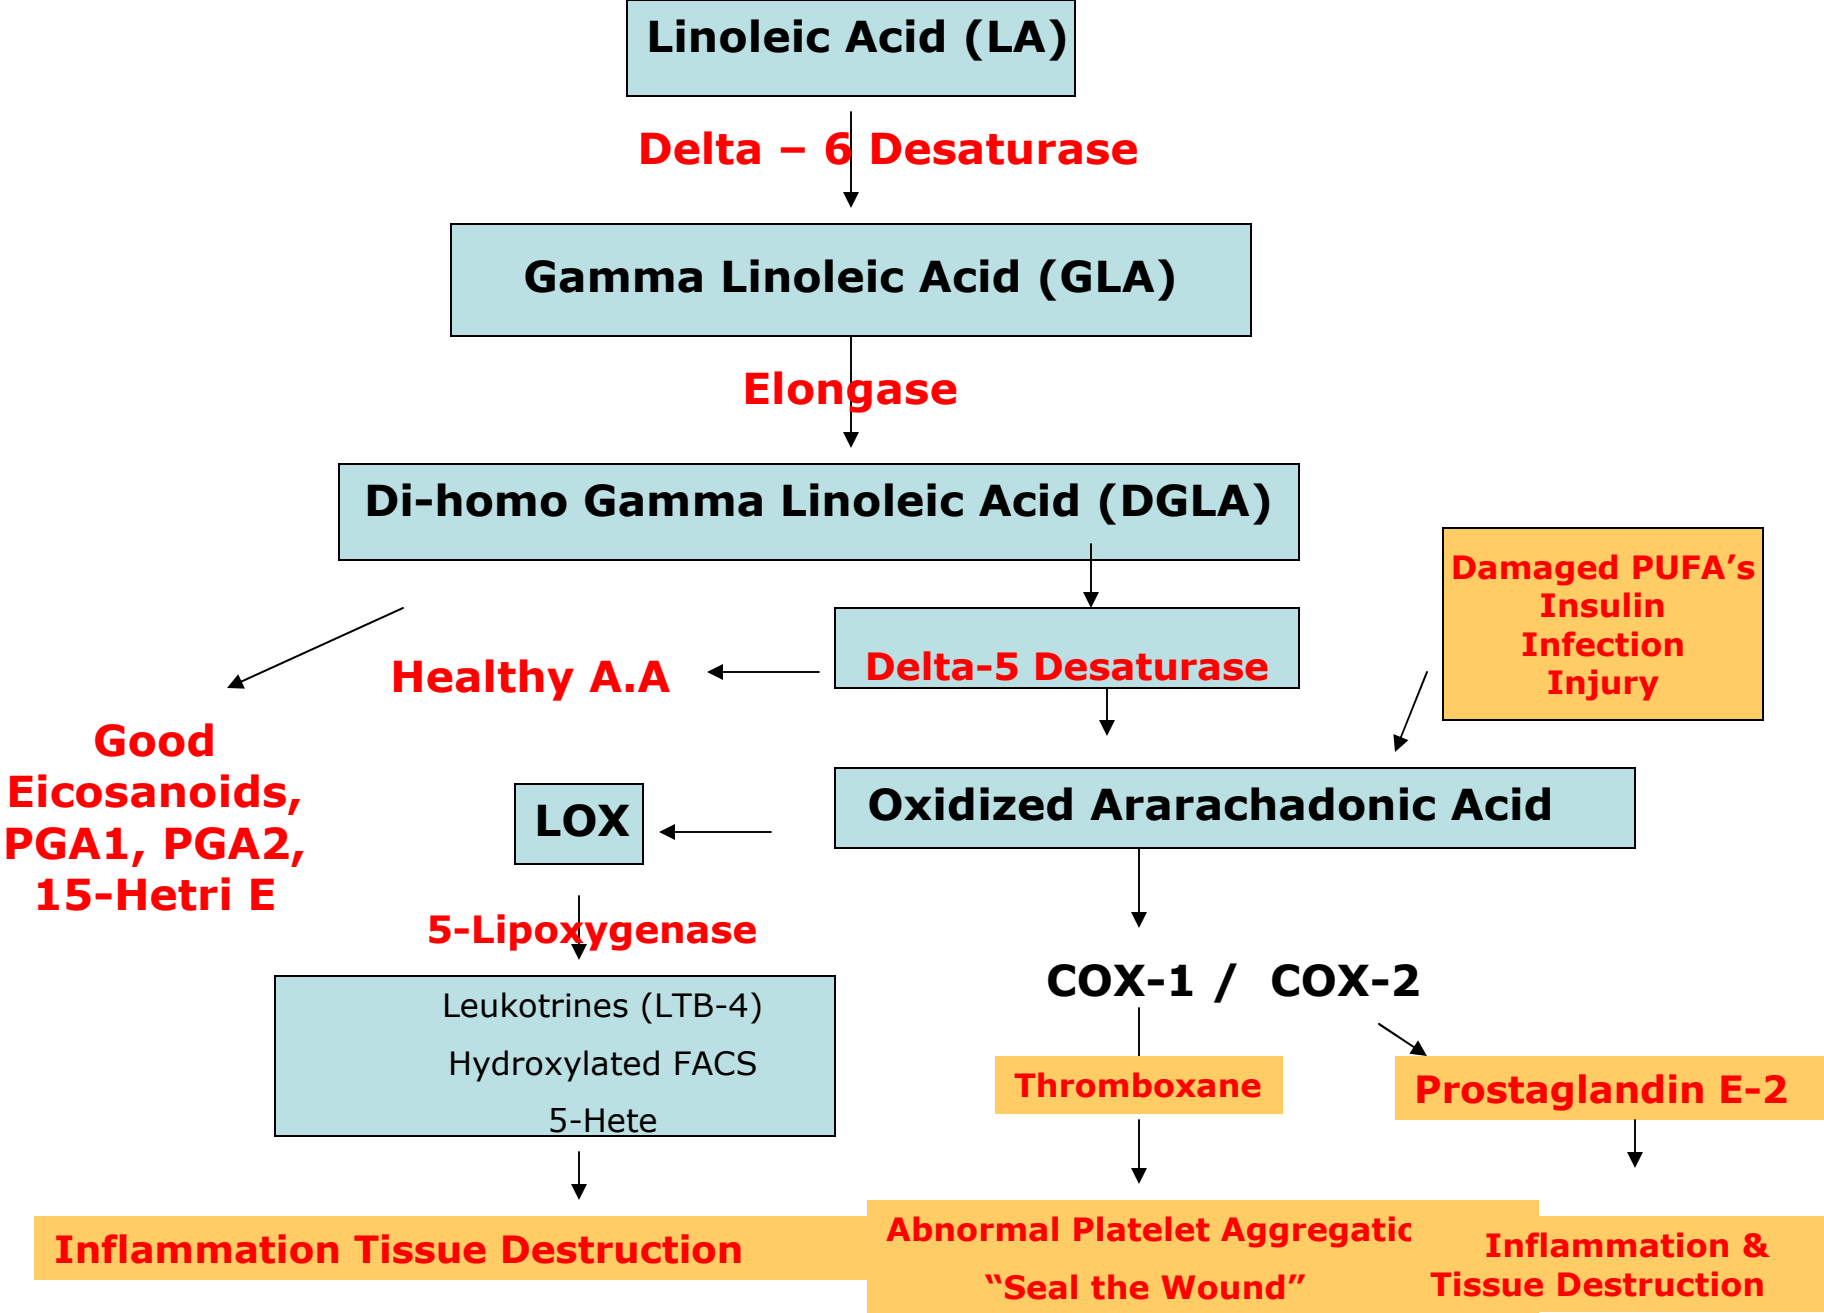 Linoleic Acid (LA)
Delta – 6 Desaturase
Gamma Linoleic Acid (GLA)
Elongase
Di-homo Gamma Linoleic Acid (DGLA)
Damaged PUFA’s
Insulin
Infection
Injury
Delta-5 Desaturase
Healthy A.A
Good
Eicosanoids,
PGA1, PGA2,
15-Hetri E
LOX
Oxidized Ararachadonic Acid
5-Lipoxygenase
Leukotrines (LTB-4)
Hydroxylated FACS
5-Hete
COX-1 / COX-2
Thromboxane
Prostaglandin E-2
Inflammation Tissue Destruction
Abnormal Platelet Aggregatic
“Seal the Wound”
Inflammation &
Tissue Destruction